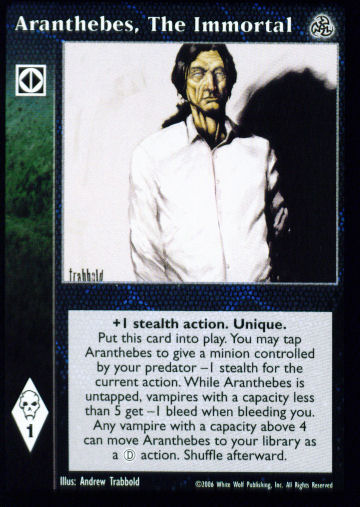 Aranthebes, The Immortal
trabbold
+1 stealth action. Unique.
Put this card into play. You may tap
Aranthebes to give a minion controlled
by your predator –1 stealth for the
current action. While Aranthebes is
untapped, vampires with a capacity less
than 5 get –1 bleed when bleeding you.
Any vampire with a capacity above 4
can move Aranthebes to your library as
a Ⓓ action. Shuffle afterward.
1
Illus: Andrew Trabbold
©2006 White Wolf Publishing, Inc. All Rights Reserved